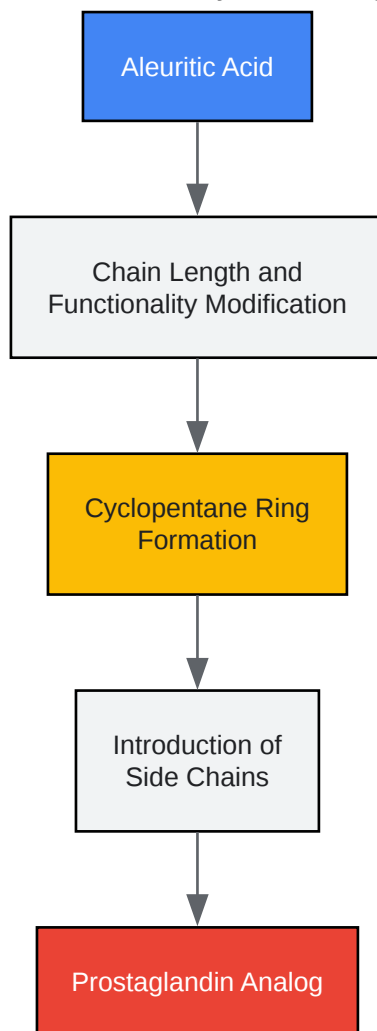 Aleuritic Acid
Chain Length and
Functionality Modification
Cyclopentane Ring
Formation
Introduction of
Side Chains
Prostaglandin Analog